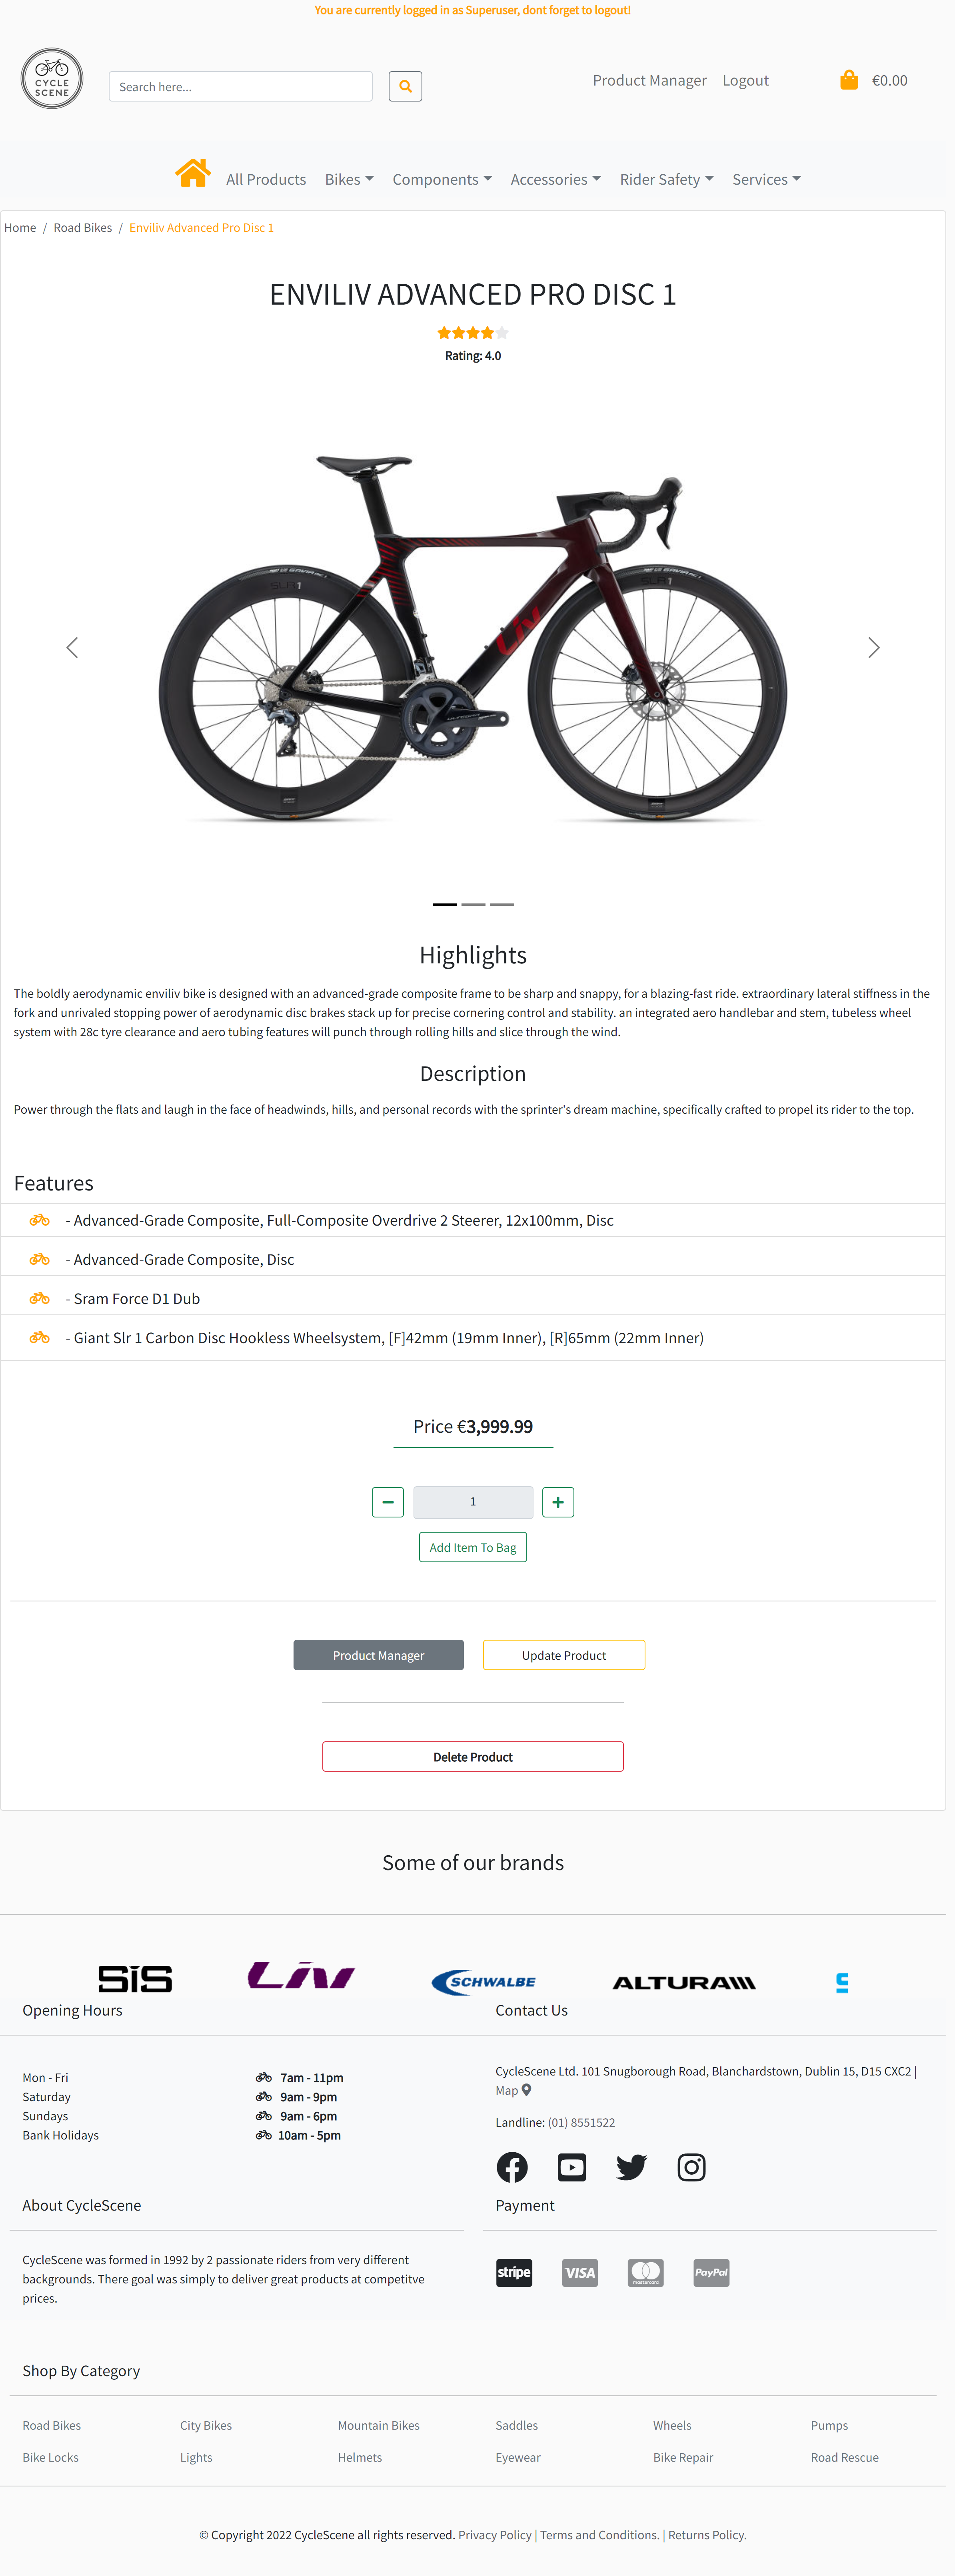 You are currently logged in as Superuser, dont forget to logout!
CYCLE
SCENE
Search here...
Product Manager Logout
€0.00
All Products Bikes Components Accessories Rider Safety Services
Home / Road Bikes / Enviliv Advanced Pro Disc 1
ENVILIV ADVANCED PRO DISC 1
Rating: 4.0
SLR 1
SLR 1
Liv
Highlights
The boldly aerodynamic enviliv bike is designed with an advanced-grade composite frame to be sharp and snappy, for a blazing-fast ride. extraordinary lateral stiffness in the
fork and unrivaled stopping power of aerodynamic disc brakes stack up for precise cornering control and stability. an integrated aero handlebar and stem, tubeless wheel
system with 28c tyre clearance and aero tubing features will punch through rolling hills and slice through the wind.
Description
Power through the flats and laugh in the face of headwinds, hills, and personal records with the sprinter's dream machine, specifically crafted to propel its rider to the top.
Features
- Advanced-Grade Composite, Full-Composite Overdrive 2 Steerer, 12x100mm, Disc
- Advanced-Grade Composite, Disc
- Sram Force D1 Dub
- Giant Slr 1 Carbon Disc Hookless Wheelsystem, [F]42mm (19mm Inner), [R]65mm (22mm Inner)
Price €3,999.99
1
Add Item To Bag
Product Manager Update Product
Delete Product
Some of our brands
SiS Liv SCHWALBE ALTURA
Opening Hours
Mon - Fri 7am - 11pm
Saturday 9am - 9pm
Sundays 9am - 6pm
Bank Holidays 10am - 5pm
Contact Us
CycleScene Ltd. 101 Snugborough Road, Blanchardstown, Dublin 15, D15 CXC2 |
Map
Landline: (01) 8551522
About CycleScene
CycleScene was formed in 1992 by 2 passionate riders from very different
backgrounds. There goal was simply to deliver great products at competitve
prices.
Payment
stripe VISA mastercard PayPal
Shop By Category
Road Bikes City Bikes Mountain Bikes Saddles Wheels Pumps
Bike Locks Lights Helmets Eyewear Bike Repair Road Rescue
© Copyright 2022 CycleScene all rights reserved. Privacy Policy | Terms and Conditions. | Returns Policy.